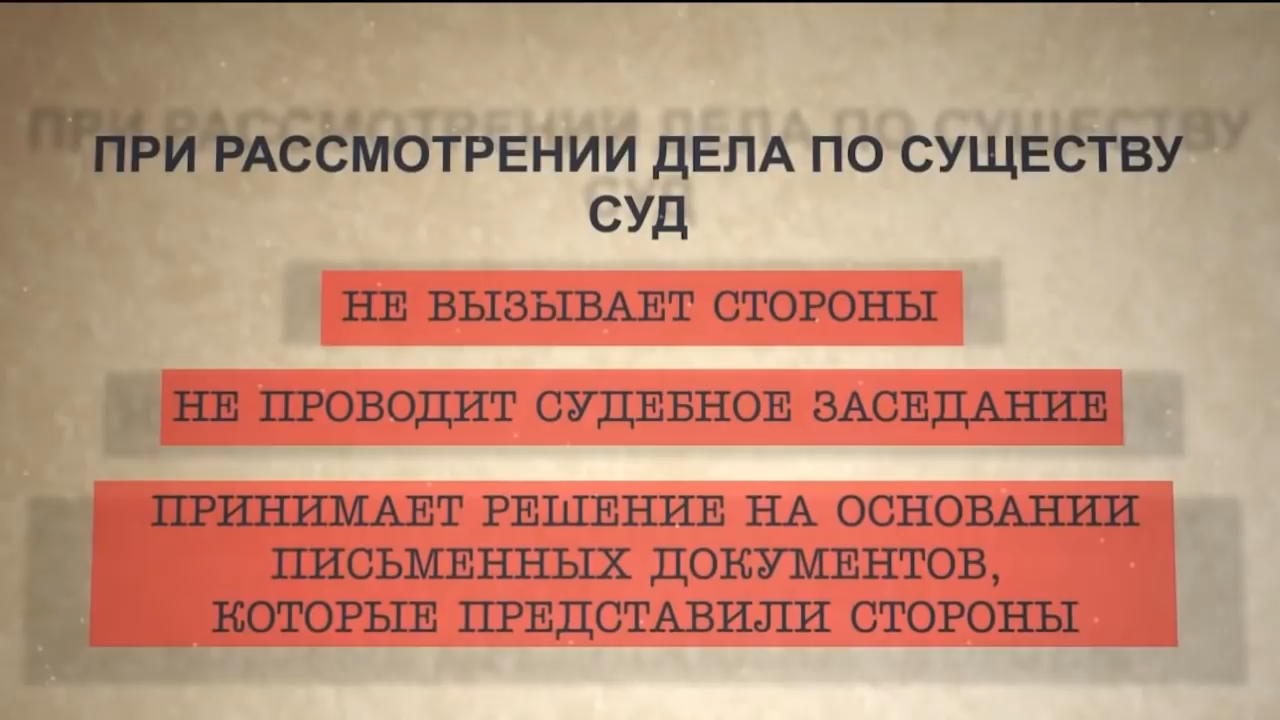 ПРИ РАССМОТРЕНИИ ДЕЛА ПО СУЩЕСТВУ
СУД
НЕ ВЫЗЫВАЕТ СТОРОНЫ
НЕ ПРОВОДИТ СУДЕБНОЕ ЗАСЕДАНИЕ
ПРИНИМАЕТ РЕШЕНИЕ НА ОСНОВАНИИ
ПИСЬМЕННЫХ ДОКУМЕНТОВ,
КОТОРЫЕ ПРЕДСТАВИЛИ СТОРОНЫ